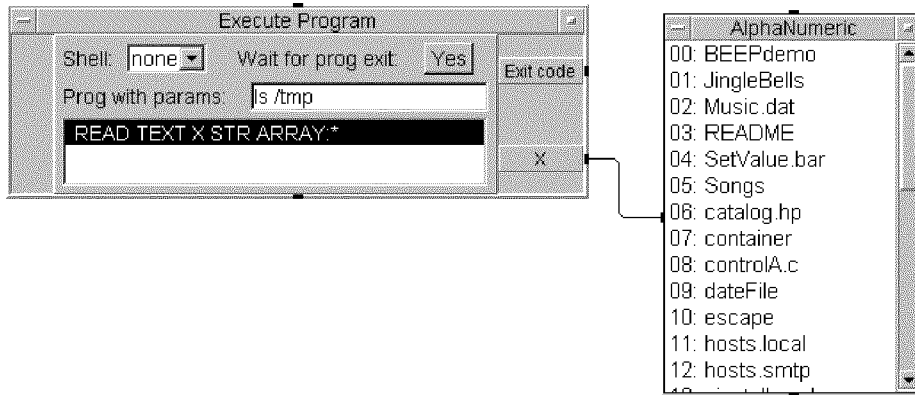 Execute Program
Shell: none Wait for prog exit: Yes
Prog with params: ls /tmp
READ TEXT X STR ARRAY:*
Exit code
X
AlphaNumeric
00: BEEPdemo
01: JingleBells
02: Music.dat
03: README
04: SetValue.bar
05: Songs
06: catalog.hp
07: container
08: controlA.c
09: dateFile
10: escape
11: hosts.local
12: hosts.smtp